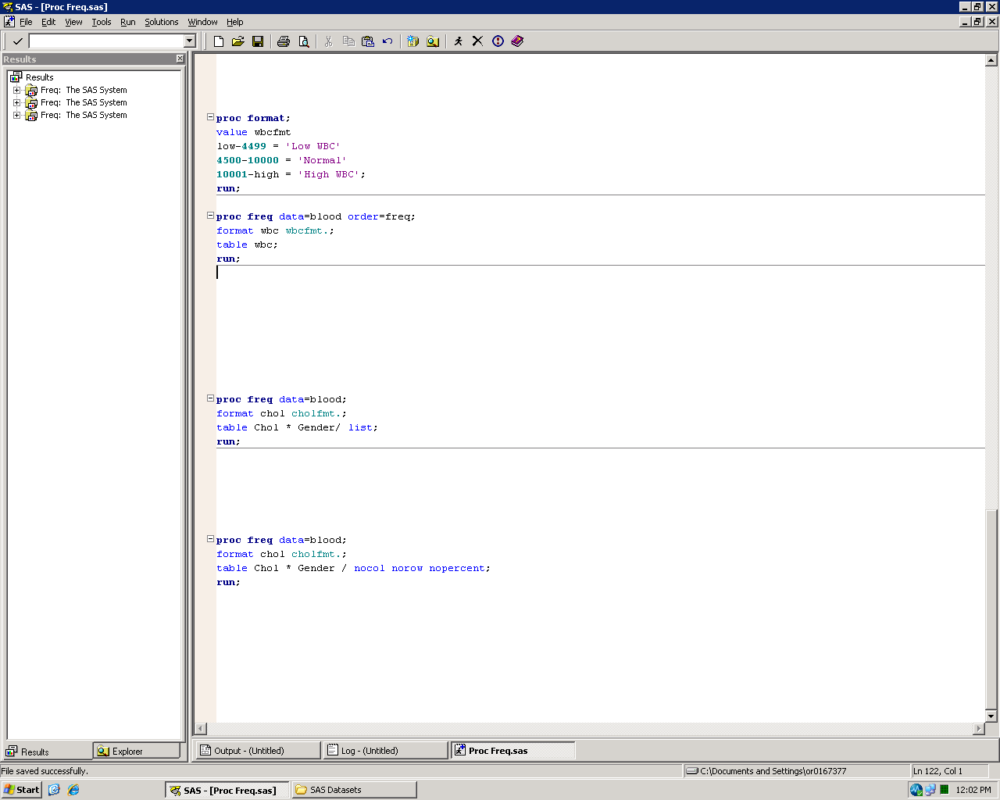 SAS - [Proc Freq.sas]
File Edit View Tools Run Solutions Window Help
Results
Results
Freq: The SAS System
Freq: The SAS System
Freq: The SAS System
proc format;
value wbcfmt
low-4499 = 'Low WBC'
4500-10000 = 'Normal'
10001-high = 'High WBC';
run;
proc freq data=blood order=freq;
format wbc wbcfmt.;
table wbc;
run;
proc freq data=blood;
format chol cholfmt.;
table Chol * Gender/ list;
run;
proc freq data=blood;
format chol cholfmt.;
table Chol * Gender / nocol norow nopercent;
run;
Results Explorer
Output - (Untitled) Log - (Untitled) Proc Freq.sas
File saved successfully. C:\Documents and Settings\or0167377 Ln 122, Col 1
Start SAS - [Proc Freq.sas] SAS Datasets 12:02 PM